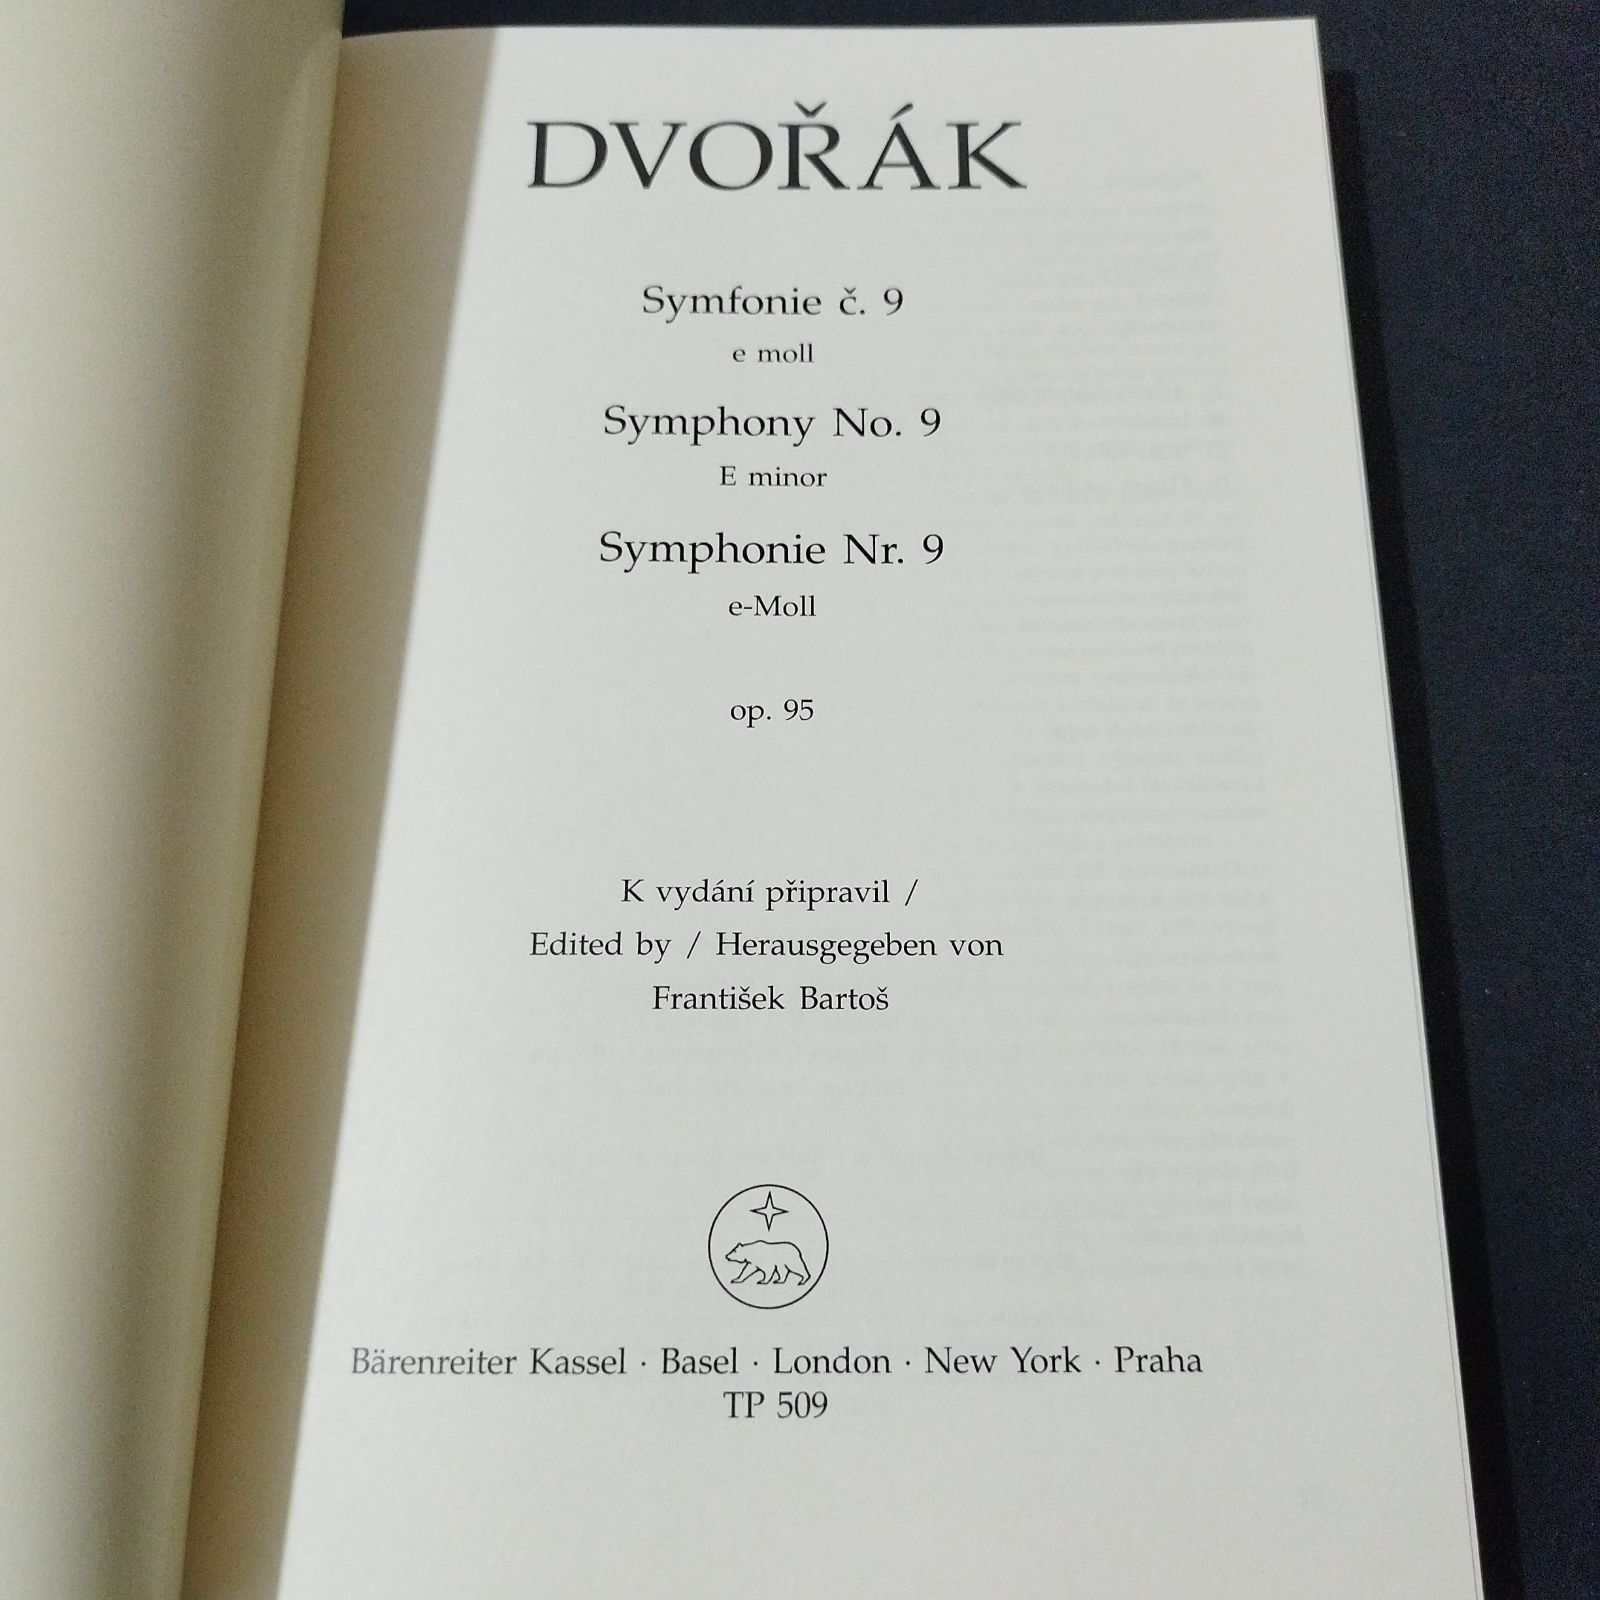 DVOŘÁK
Symfonie č. 9
e moll
Symphony No. 9
E minor
Symphonie Nr. 9
e-Moll
op. 95
K vydání připravil /
Edited by / Herausgegeben von
František Bartoš
Bärenreiter Kassel · Basel · London · New York · Praha
TP 509